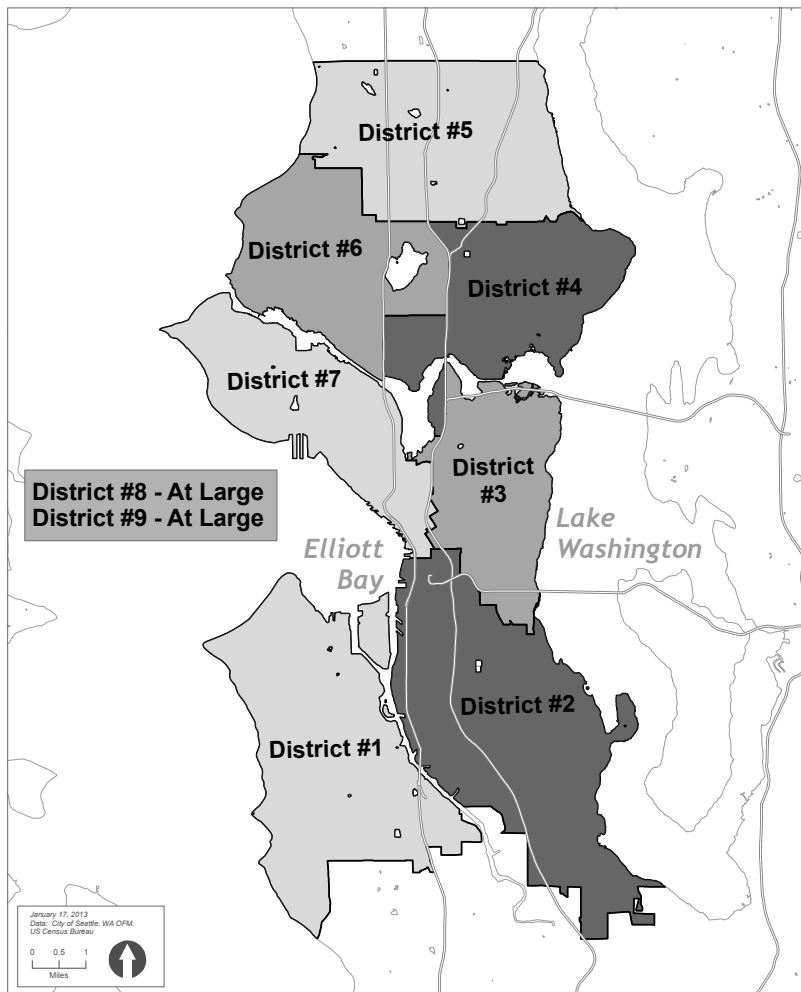 District #5
District #6
District #4
District #7
District
#3
District #8 - At Large
District #9 - At Large
Elliott
Bay
Lake
Washington
District #2
District #1
January 17, 2013
Data: City of Seattle, WA OFM,
US Census Bureau
0 0.5 1
Miles